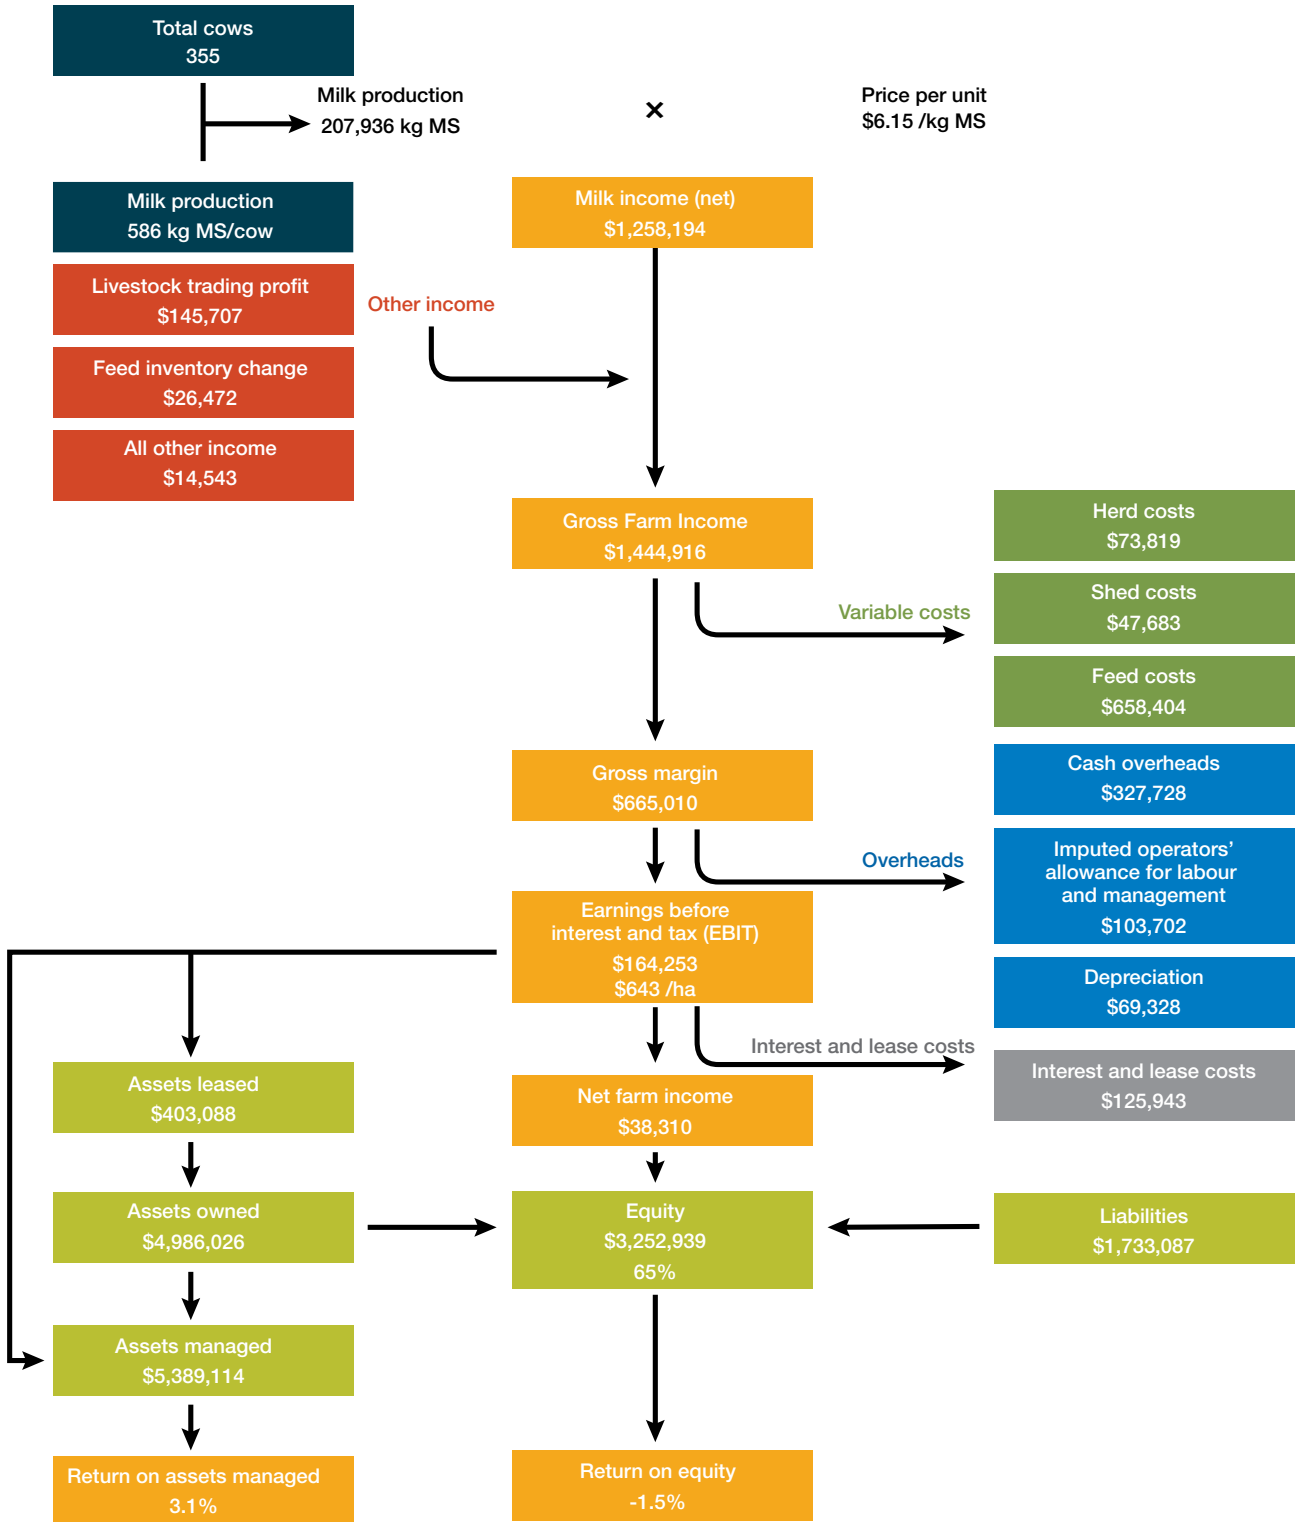 Total cows
355
Milk production
207,936 kg MS
×
Price per unit
$6.15 /kg MS
Milk production
586 kg MS/cow
Milk income (net)
$1,258,194
Livestock trading profit
$145,707
Other income
Feed inventory change
$26,472
All other income
$14,543
Gross Farm Income
$1,444,916
Herd costs
$73,819
Variable costs
Shed costs
$47,683
Feed costs
$658,404
Gross margin
$665,010
Cash overheads
$327,728
Overheads
Imputed operators’
allowance for labour
and management
$103,702
Earnings before
interest and tax (EBIT)
$164,253
$643 /ha
Depreciation
$69,328
Interest and lease costs
Interest and lease costs
$125,943
Assets leased
$403,088
Net farm income
$38,310
Assets owned
$4,986,026
Equity
$3,252,939
65%
Liabilities
$1,733,087
Assets managed
$5,389,114
Return on assets managed
3.1%
Return on equity
-1.5%